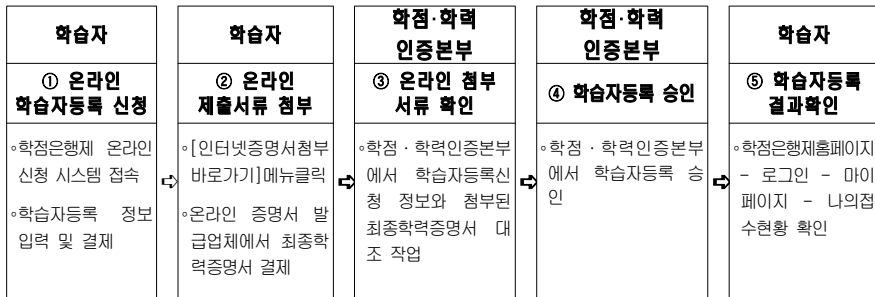 학습자
① 온라인
학습자등록 신청
◦학점은행제 온라인
신청 시스템 접속
◦학습자등록 정보
입력 및 결제
⇨
학습자
② 온라인
제출서류 첨부
◦[인터넷증명서첨부
바로가기]메뉴클릭
◦온라인 증명서 발
급업체에서 최종학
력증명서 결제
⇨
학점·학력
인증본부
③ 온라인 첨부
서류 확인
◦학점·학력인증본부
에서 학습자등록신
청 정보와 첨부된
최종학력증명서 대
조 작업
⇨
학점·학력
인증본부
④ 학습자등록 승인
◦학점·학력인증본부
에서 학습자등록 승
인
⇨
학습자
⑤ 학습자등록
결과확인
◦학점은행제홈페이지
- 로그인 - 마이
페이지 - 나의접
수현황 확인